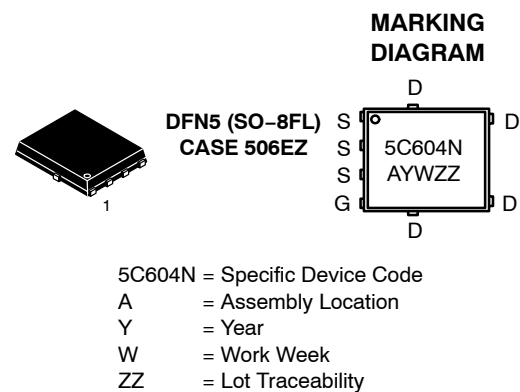 MARKING
DIAGRAM
DFN5 (SO−8FL)
CASE 506EZ
1
D
S
D
S
S
G
D
D
5C604N
AYWZZ
5C604N = Specific Device Code
A = Assembly Location
Y = Year
W = Work Week
ZZ = Lot Traceability